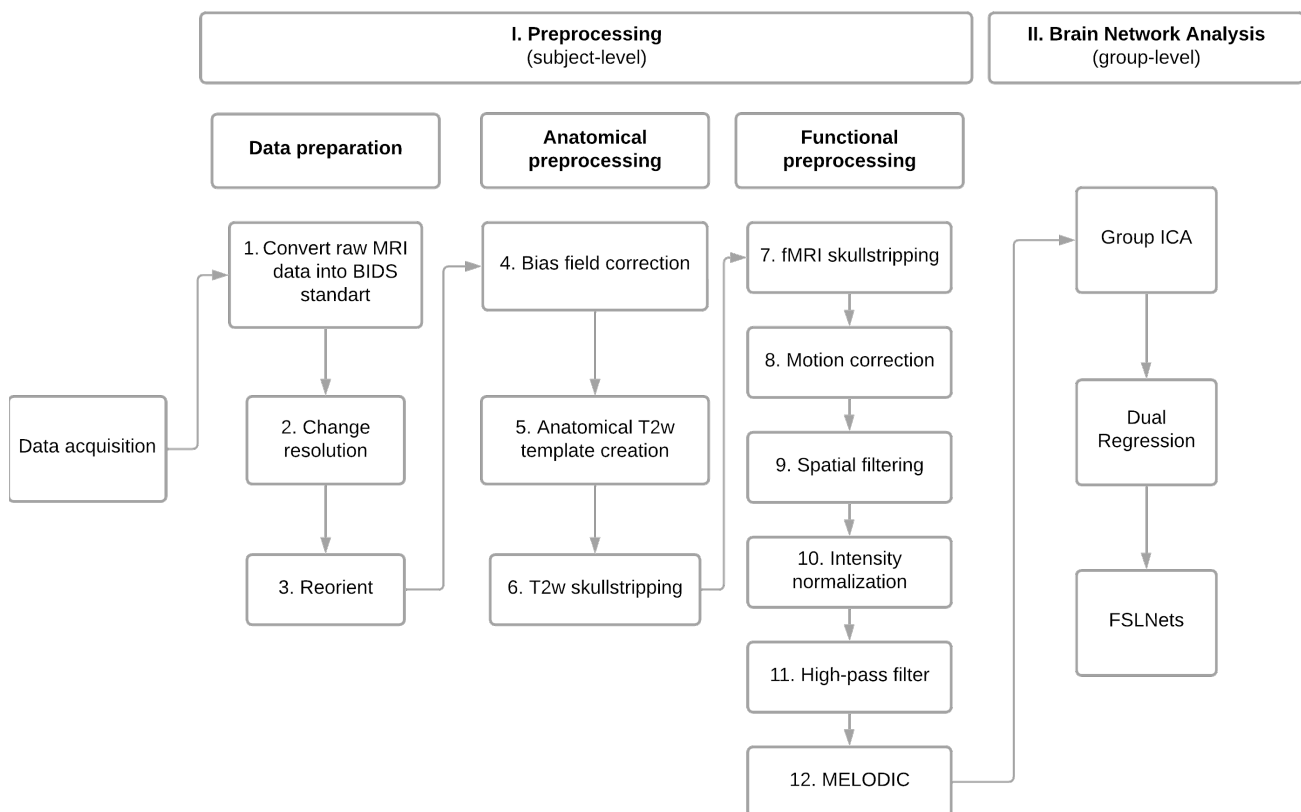 I. Preprocessing
(subject-level)
II. Brain Network Analysis
(group-level)
Data preparation
Anatomical
preprocessing
Functional
preprocessing
Data acquisition
1. Convert raw MRI
data into BIDS
standart
2. Change
resolution
3. Reorient
4. Bias field correction
5. Anatomical T2w
template creation
6. T2w skullstripping
7. fMRI skullstripping
8. Motion correction
9. Spatial filtering
10. Intensity
normalization
11. High-pass filter
12. MELODIC
Group ICA
Dual
Regression
FSLNets